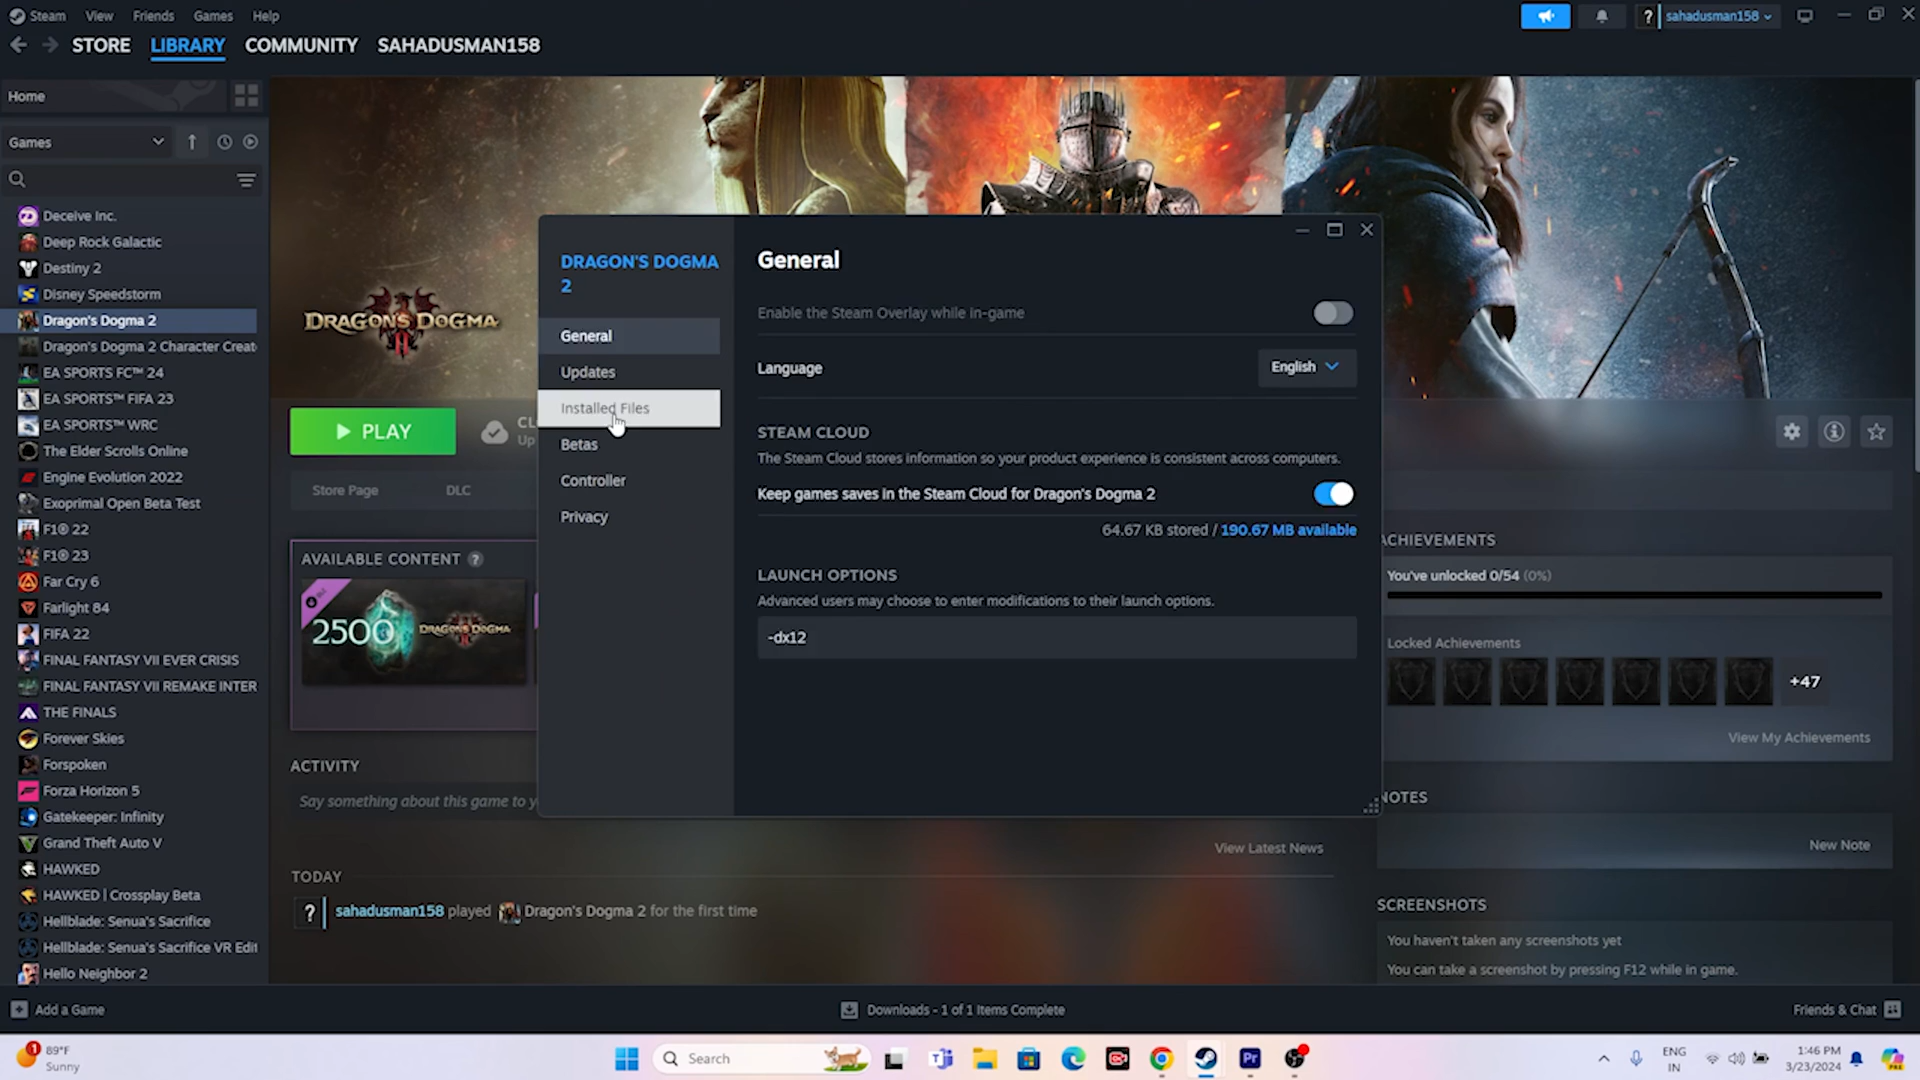 Steam View Friends Games Help
sahadusman158
STORE LIBRARY COMMUNITY SAHADUSMAN158
Home
Games
Deceive Inc.
Deep Rock Galactic
Destiny 2
Disney Speedstorm
Dragon's Dogma 2
Dragon's Dogma 2 Character Creat
EA SPORTS FC™ 24
EA SPORTS™ FIFA 23
EA SPORTS™ WRC
The Elder Scrolls Online
Engine Evolution 2022
Exoprimal Open Beta Test
F1® 22
F1® 23
Far Cry 6
Farlight 84
FIFA 22
FINAL FANTASY VII EVER CRISIS
FINAL FANTASY VII REMAKE INTER
THE FINALS
Forever Skies
Forspoken
Forza Horizon 5
Gatekeeper: Infinity
Grand Theft Auto V
HAWKED
HAWKED | Crossplay Beta
Hellblade: Senua's Sacrifice
Hellblade: Senua's Sacrifice VR Edit
Hello Neighbor 2
Add a Game
DRAGON'S DOGMA
PLAY
CL
Up
Store Page DLC
AVAILABLE CONTENT ?
2500 DRAGON'S DOGMA
ACTIVITY
Say something about this game to y
View Latest News
TODAY
? sahadusman158 played Dragon's Dogma 2 for the first time
DRAGON'S DOGMA
2
General
Updates
Installed Files
Betas
Controller
Privacy
General
Enable the Steam Overlay while in-game
Language English
STEAM CLOUD
The Steam Cloud stores information so your product experience is consistent across computers.
Keep games saves in the Steam Cloud for Dragon's Dogma 2
64.67 KB stored / 190.67 MB available
LAUNCH OPTIONS
Advanced users may choose to enter modifications to their launch options.
-dx12
ACHIEVEMENTS
You've unlocked 0/54 (0%)
Locked Achievements
+47
View My Achievements
NOTES
New Note
SCREENSHOTS
You haven't taken any screenshots yet
You can take a screenshot by pressing F12 while in game.
Downloads - 1 of 1 Items Complete
Friends & Chat
1
89°F
Sunny
Search
ENG
IN
1:46 PM
3/23/2024